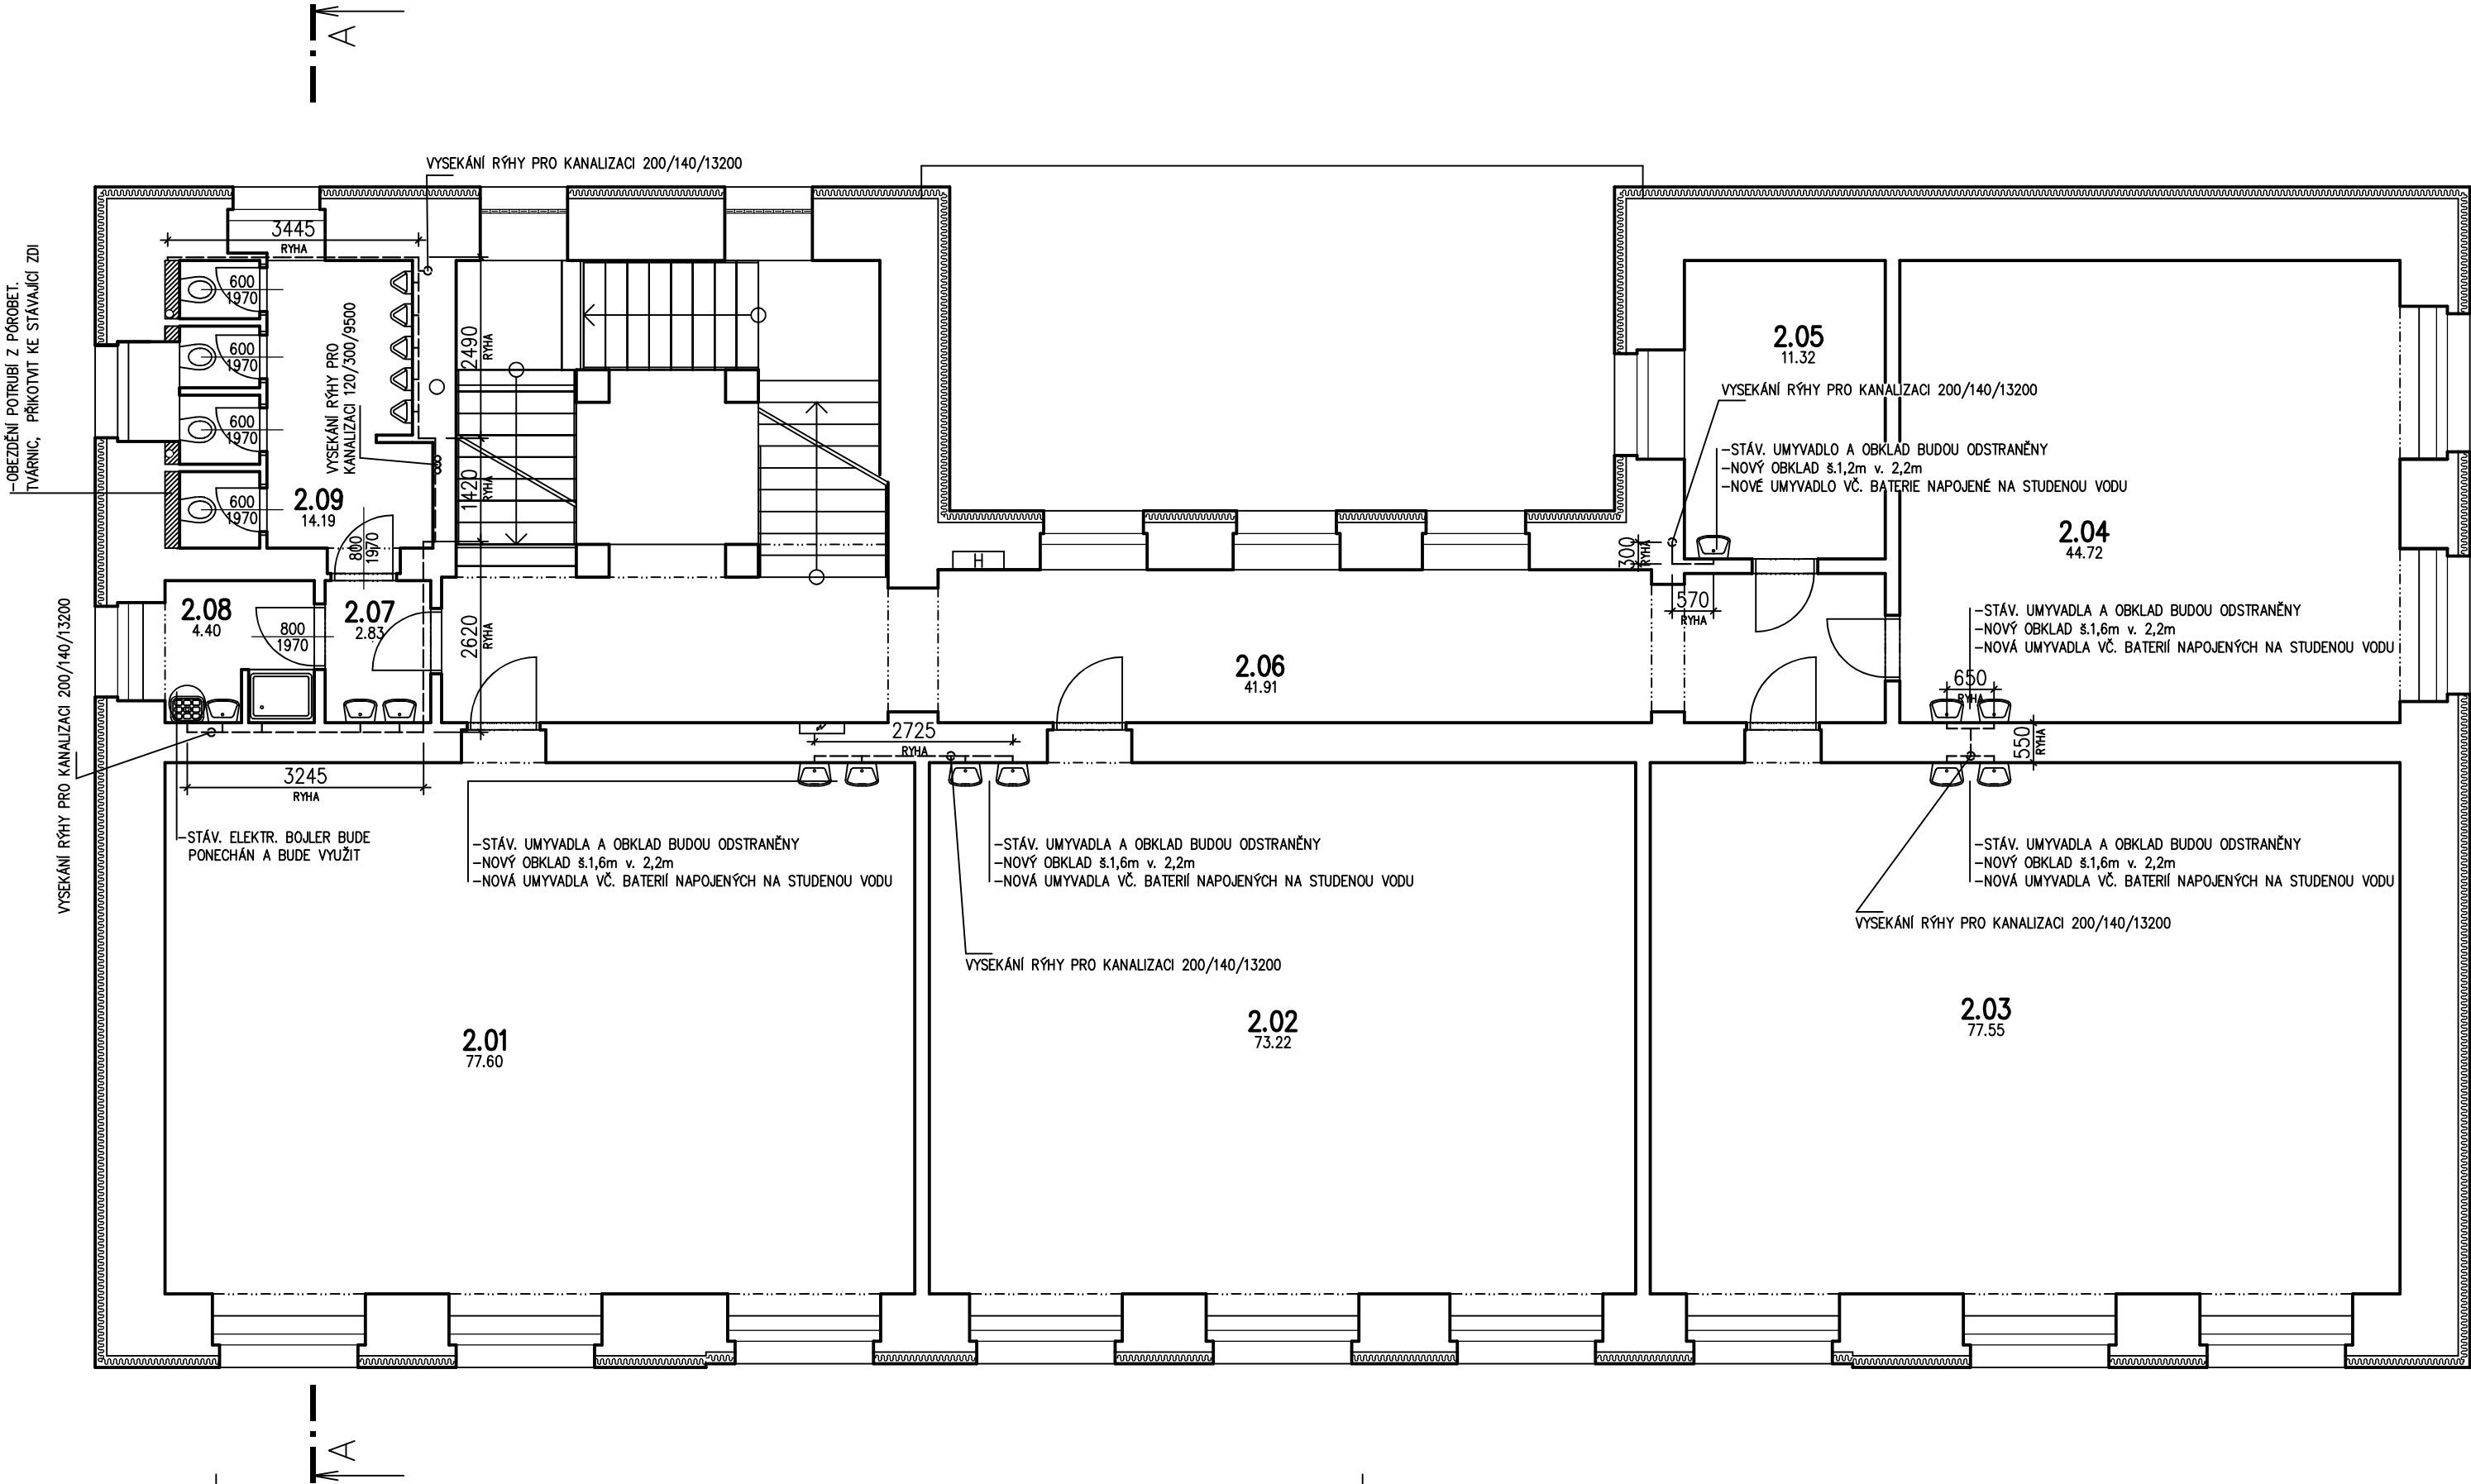 A
VYSEKÁNÍ RÝHY PRO KANALIZACI 200/140/13200
3445
RYHA
-OBEZDĚNÍ POTRUBÍ Z PÓROBET.
TVÁRNIC, PŘIKOTVIT KE STÁVAJÍCÍ ZDI
600
1970
600
1970
600
1970
600
1970
VYSEKÁNÍ RÝHY PRO
KANALIZACI 120/300/9500
2490
RYHA
1420
RYHA
2620
RYHA
2.09
14.19
800
1970
2.08
4.40
800
1970
2.07
2.83
VYSEKÁNÍ RÝHY PRO KANALIZACI 200/140/13200
3245
RYHA
-STÁV. ELEKTR. BOJLER BUDE
PONECHÁN A BUDE VYUŽIT
H
2.06
41.91
2725
RYHA
2.05
11.32
VYSEKÁNÍ RÝHY PRO KANALIZACI 200/140/13200
-STÁV. UMYVADLO A OBKLAD BUDOU ODSTRANĚNY
-NOVÝ OBKLAD š.1,2m v. 2,2m
-NOVÉ UMYVADLO VČ. BATERIE NAPOJENÉ NA STUDENOU VODU
300
RYHA
570
RYHA
2.04
44.72
-STÁV. UMYVADLA A OBKLAD BUDOU ODSTRANĚNY
-NOVÝ OBKLAD š.1,6m v. 2,2m
-NOVÁ UMYVADLA VČ. BATERIÍ NAPOJENÝCH NA STUDENOU VODU
650
RYHA
550
RYHA
-STÁV. UMYVADLA A OBKLAD BUDOU ODSTRANĚNY
-NOVÝ OBKLAD š.1,6m v. 2,2m
-NOVÁ UMYVADLA VČ. BATERIÍ NAPOJENÝCH NA STUDENOU VODU
-STÁV. UMYVADLA A OBKLAD BUDOU ODSTRANĚNY
-NOVÝ OBKLAD š.1,6m v. 2,2m
-NOVÁ UMYVADLA VČ. BATERIÍ NAPOJENÝCH NA STUDENOU VODU
VYSEKÁNÍ RÝHY PRO KANALIZACI 200/140/13200
-STÁV. UMYVADLA A OBKLAD BUDOU ODSTRANĚNY
-NOVÝ OBKLAD š.1,6m v. 2,2m
-NOVÁ UMYVADLA VČ. BATERIÍ NAPOJENÝCH NA STUDENOU VODU
VYSEKÁNÍ RÝHY PRO KANALIZACI 200/140/13200
2.01
77.60
2.02
73.22
2.03
77.55
A